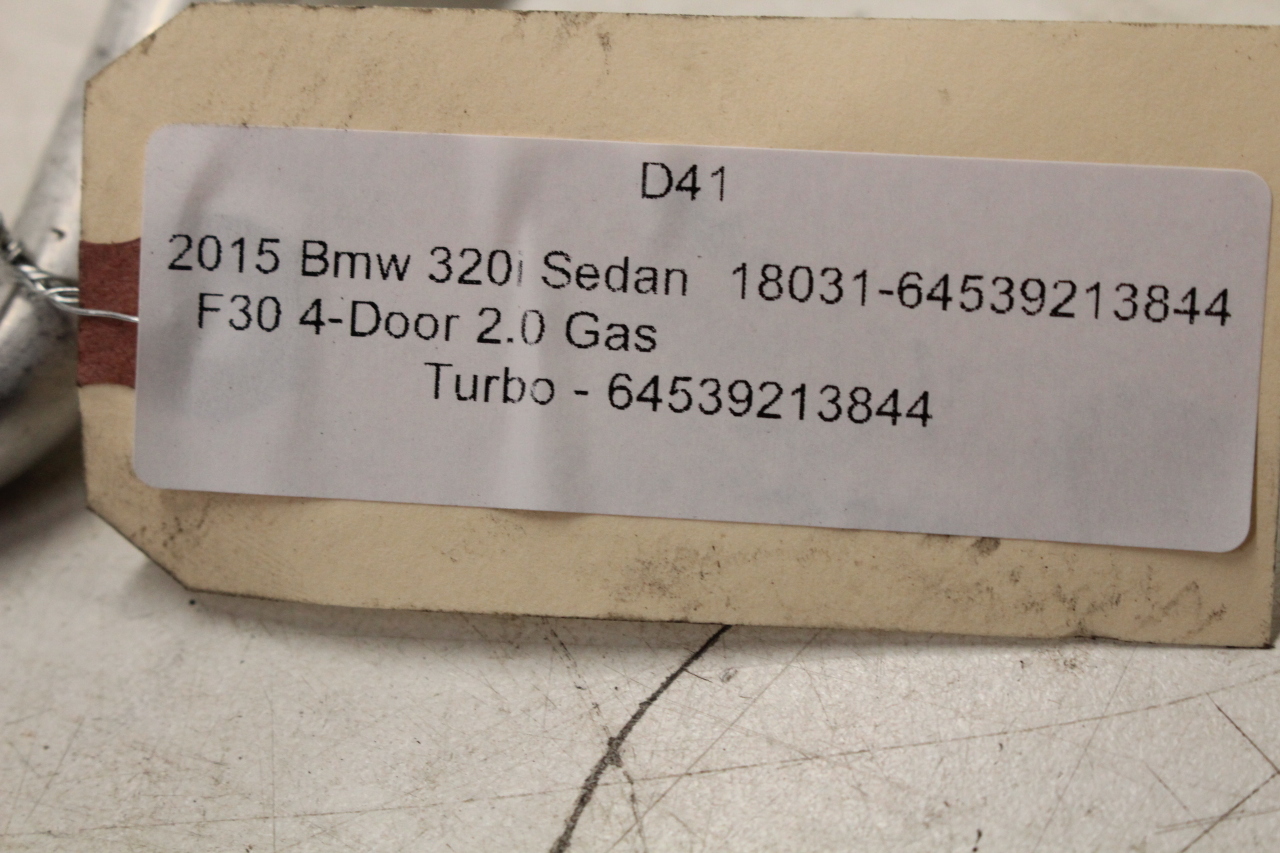 D41
2015 Bmw 320i Sedan 18031-64539213844
F30 4-Door 2.0 Gas
Turbo - 64539213844